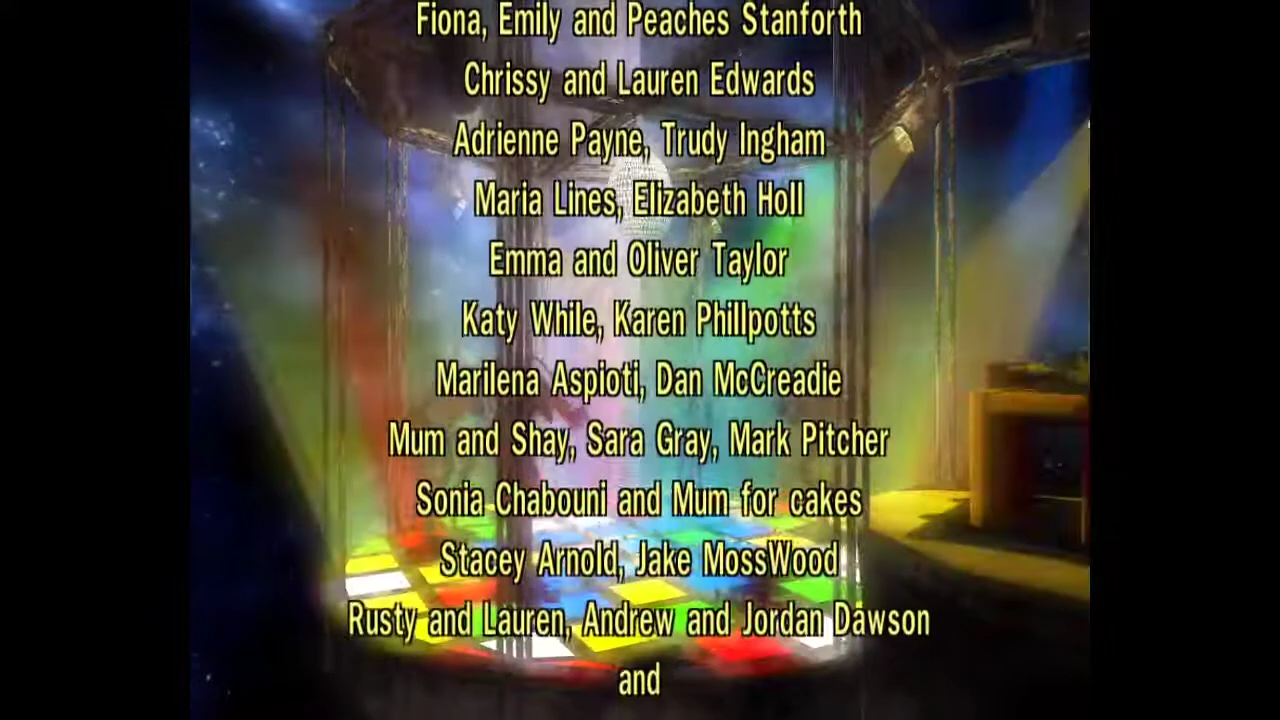 Fiona, Emily and Peaches Stanforth
Chrissy and Lauren Edwards
Adrienne Payne, Trudy Ingham
Maria Lines, Elizabeth Holl
Emma and Oliver Taylor
Katy While, Karen Phillpotts
Marilena Aspioti, Dan McCreadie
Mum and Shay, Sara Gray, Mark Pitcher
Sonia Chabouni and Mum for cakes
Stacey Arnold, Jake MossWood
Rusty and Lauren, Andrew and Jordan Dawson
and